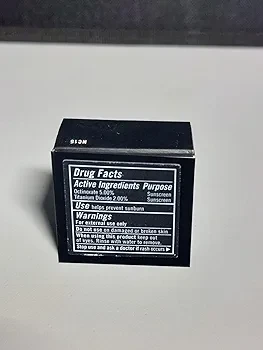 NC15
Drug Facts
Active Ingredients Purpose
Octinoxate 5.00% Sunscreen
Titanium Dioxide 2.00% Sunscreen
Use helps prevent sunburn
Warnings
For external use only
Do not use on damaged or broken skin
When using this product keep out
of eyes. Rinse with water to remove.
Stop use and ask a doctor if rash occurs ▶